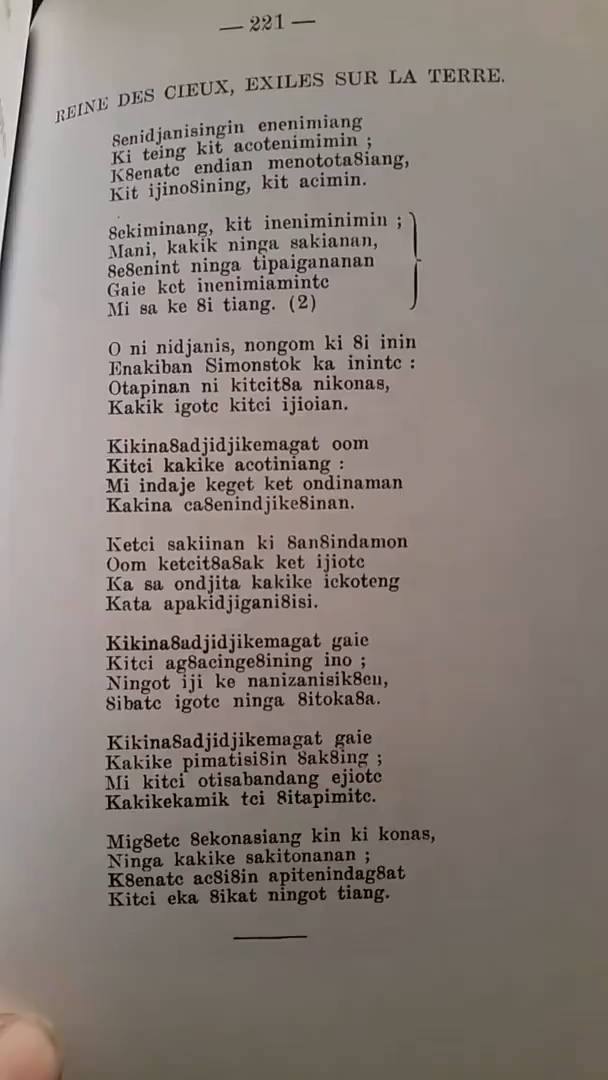 — 221 —
REINE DES CIEUX, EXILES SUR LA TERRE.
8enidjanisingin enenimiang
Ki teing kit acotenimimin ;
K8enatc endian menotota8iang,
Kit ijino8ining, kit acimin.
8ekiminang, kit ineniminimin ;
Mani, kakik ninga sakianan,
8e8enint ninga tipaigananan
Gaie ket inenimiamintc
Mi sa ke 8i tiang. (2)
O ni nidjanis, nongom ki 8i inin
Enakiban Simonstok ka inintc :
Otapinan ni kitcit8a nikonas,
Kakik igotc kitci ijioian.
Kikina8adjidjikemagat oom
Kitci kakike acotiniang :
Mi indaje keget ket ondinaman
Kakina ca8enindjike8inan.
Ketci sakiinan ki 8an8indamon
Oom ketcit8a8ak ket ijiotc
Ka sa ondjita kakike ickoteng
Kata apakidjigani8isi.
Kikina8adjidjikemagat gaie
Kitci ag8acinge8ining ino ;
Ningot iji ke nanizanisik8en,
8ibatc igotc ninga 8itoka8a.
Kikina8adjidjikemagat gaie
Kakike pimatisi8in 8ak8ing ;
Mi kitci otisabandang ejiotc
Kakikekamik tci 8itapimitc.
Mig8etc 8ekonasiang kin ki konas,
Ninga kakike sakitonanan ;
K8enatc ac8i8in apitenindag8at
Kitci eka 8ikat ningot tiang.